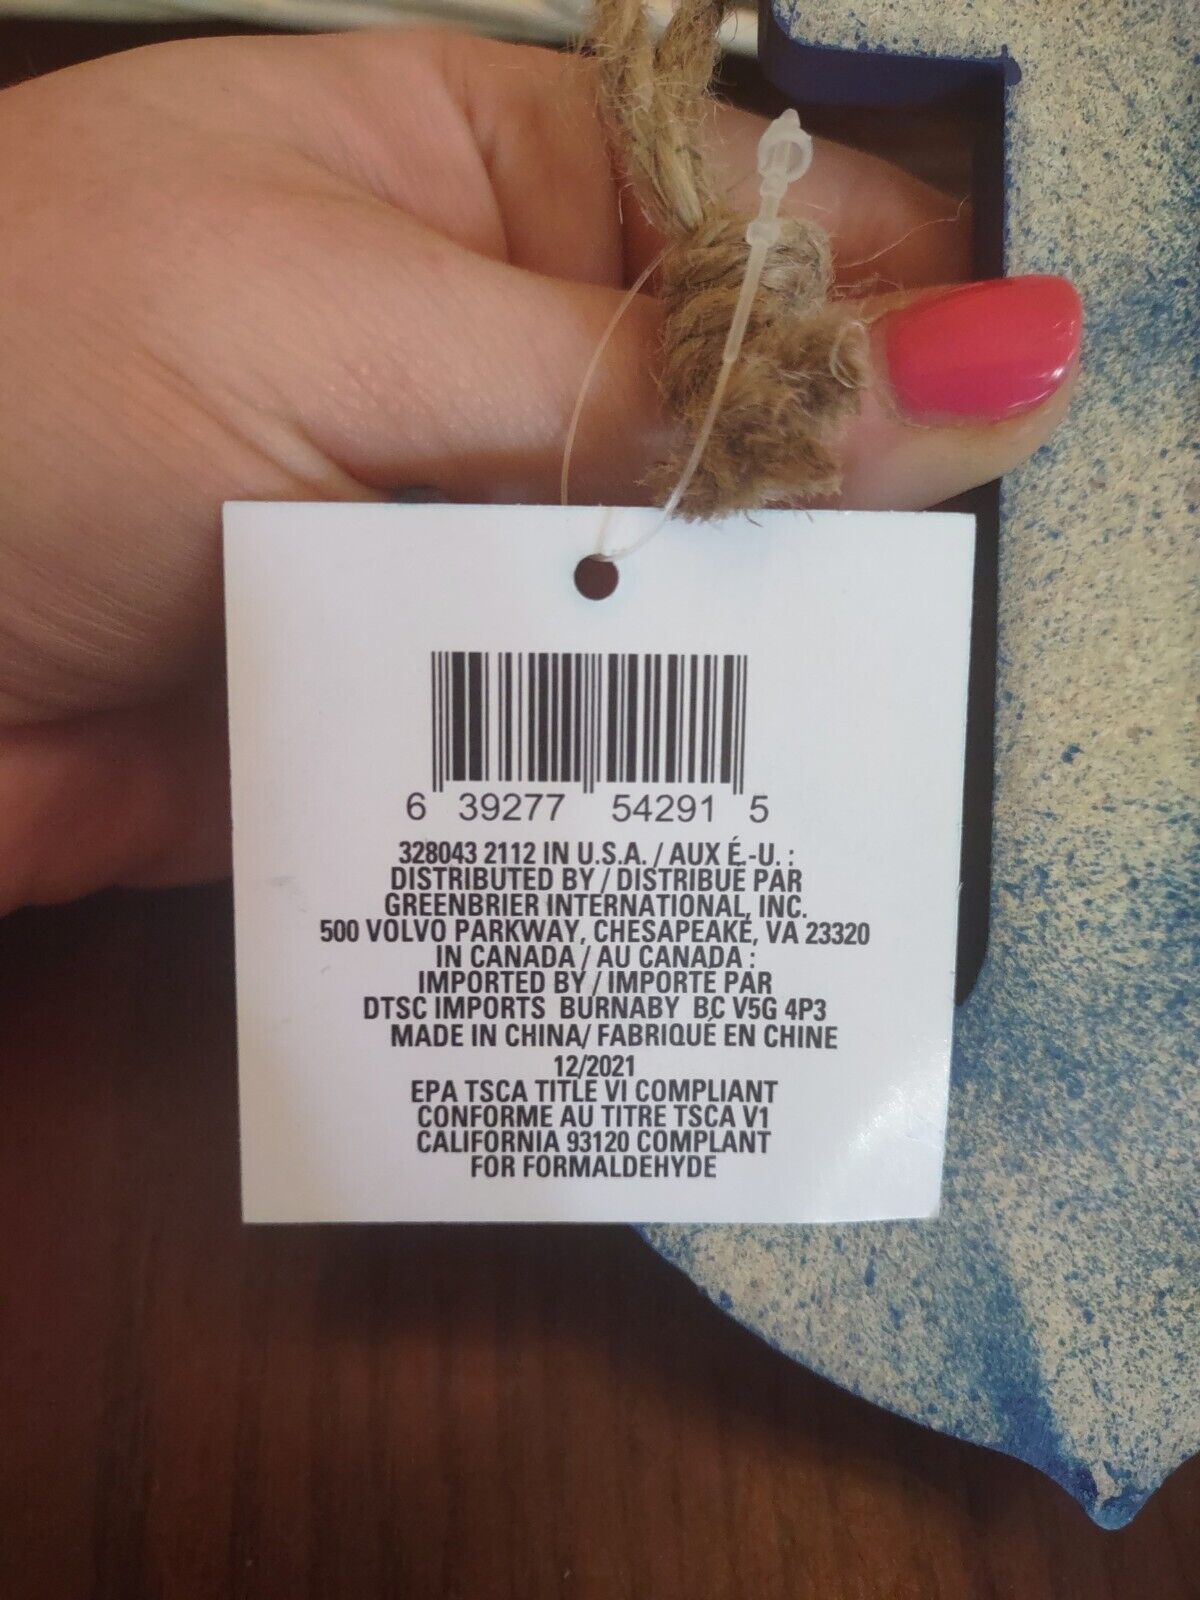 6 39277 54291 5
328043 2112 IN U.S.A. / AUX É.-U. :
DISTRIBUTED BY / DISTRIBUÉ PAR
GREENBRIER INTERNATIONAL, INC.
500 VOLVO PARKWAY, CHESAPEAKE, VA 23320
IN CANADA / AU CANADA :
IMPORTED BY / IMPORTÉ PAR
DTSC IMPORTS BURNABY BC V5G 4P3
MADE IN CHINA/ FABRIQUÉ EN CHINE
12/2021
EPA TSCA TITLE VI COMPLIANT
CONFORME AU TITRE TSCA V1
CALIFORNIA 93120 COMPLANT
FOR FORMALDEHYDE